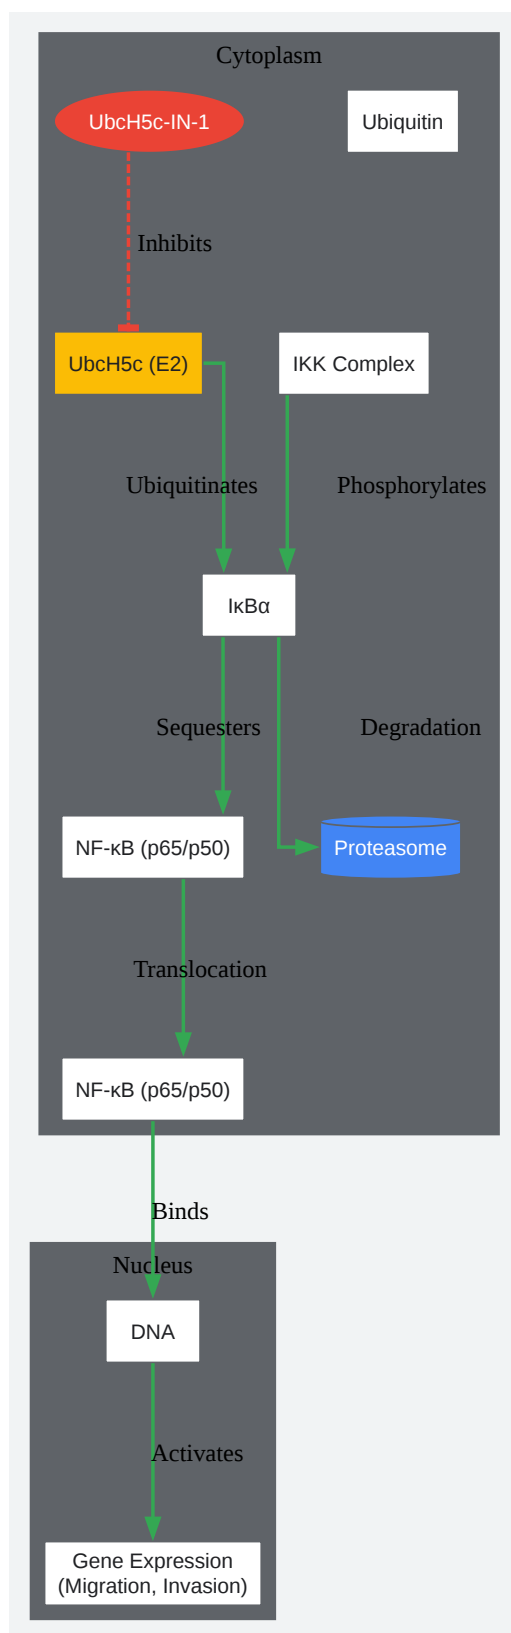 Cytoplasm
UbcH5c-IN-1
Ubiquitin
Inhibits
UbcH5c (E2)
IKK Complex
Ubiquitinates
Phosphorylates
IκBα
Sequesters
Degradation
NF-κB (p65/p50)
Proteasome
Translocation
NF-κB (p65/p50)
Binds
Nucleus
DNA
Activates
Gene Expression
(Migration, Invasion)